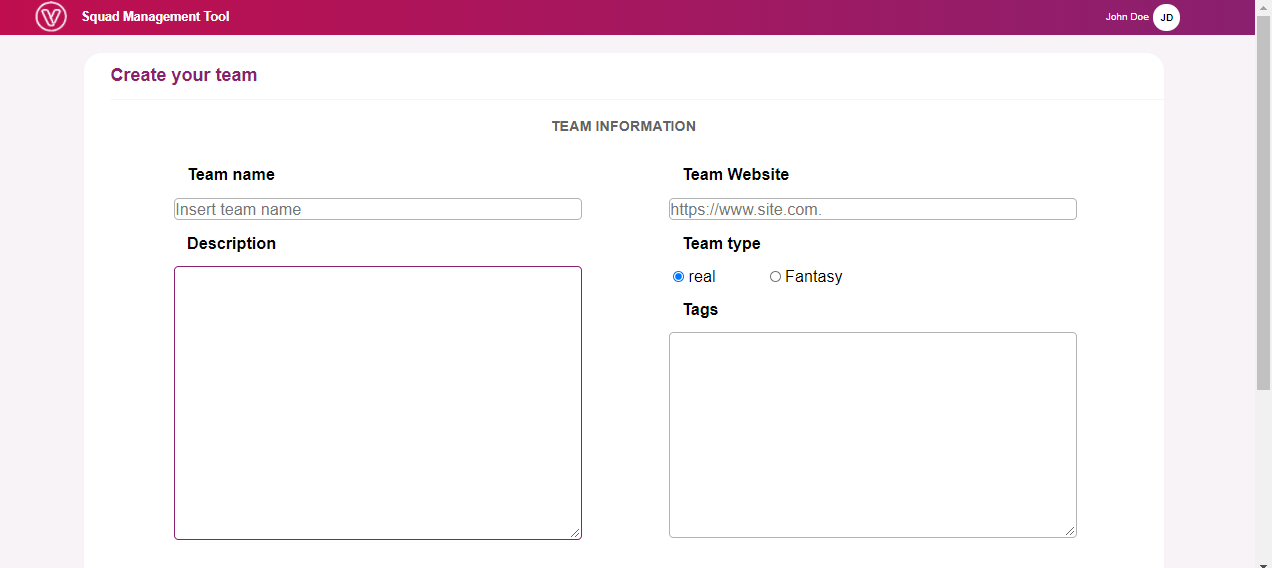 Squad Management Tool
John Doe JD
Create your team
TEAM INFORMATION
Team name
Insert team name
Description
Team Website
https://www.site.com.
Team type
real
Fantasy
Tags